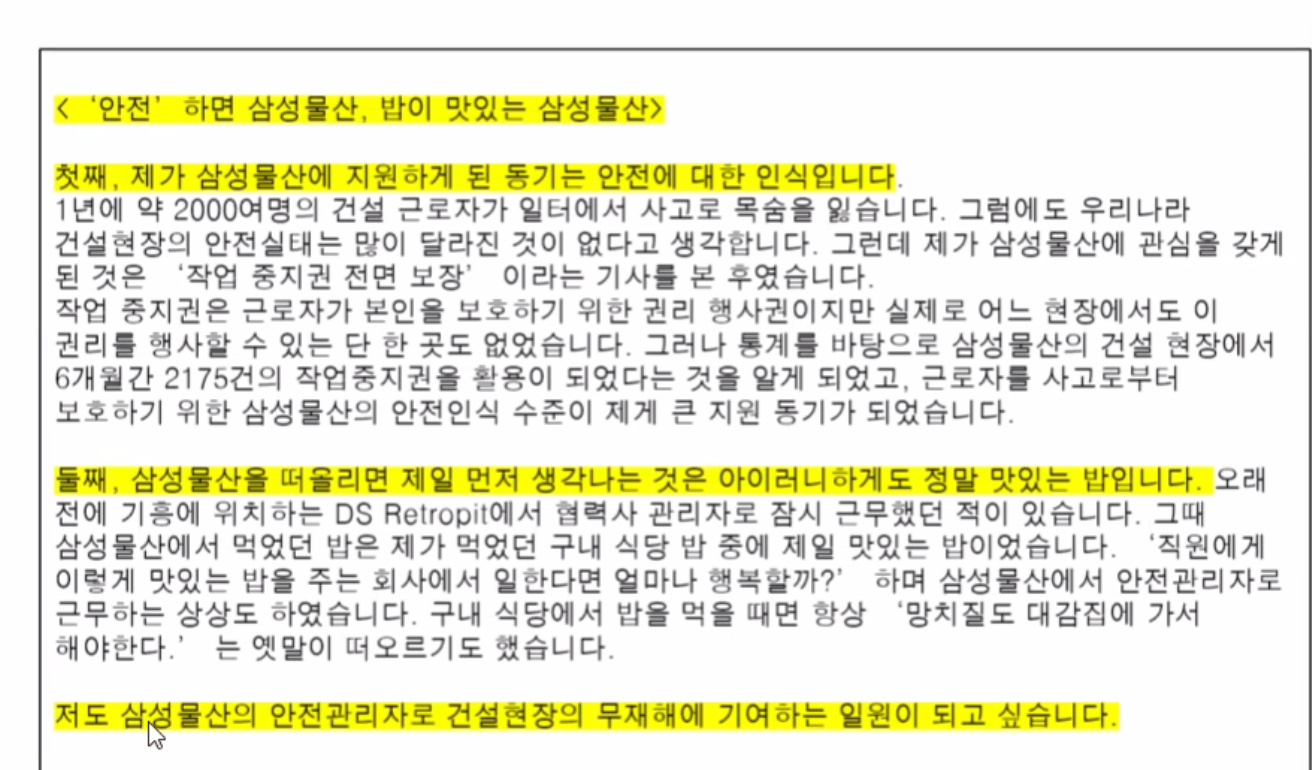 <‘안전’ 하면 삼성물산, 밥이 맛있는 삼성물산>
첫째, 제가 삼성물산에 지원하게 된 동기는 안전에 대한 인식입니다.
1년에 약 2000여명의 건설 근로자가 일터에서 사고로 목숨을 잃습니다. 그럼에도 우리나라
건설현장의 안전실태는 많이 달라진 것이 없다고 생각합니다. 그런데 제가 삼성물산에 관심을 갖게
된 것은 ‘작업 중지권 전면 보장’ 이라는 기사를 본 후였습니다.
작업 중지권은 근로자가 본인을 보호하기 위한 권리 행사권이지만 실제로 어느 현장에서도 이
권리를 행사할 수 있는 단 한 곳도 없었습니다. 그러나 통계를 바탕으로 삼성물산의 건설 현장에서
6개월간 2175건의 작업중지권을 활용이 되었다는 것을 알게 되었고, 근로자를 사고로부터
보호하기 위한 삼성물산의 안전인식 수준이 제게 큰 지원 동기가 되었습니다.
둘째, 삼성물산을 떠올리면 제일 먼저 생각나는 것은 아이러니하게도 정말 맛있는 밥입니다. 오래
전에 기흥에 위치하는 DS Retropit에서 협력사 관리자로 잠시 근무했던 적이 있습니다. 그때
삼성물산에서 먹었던 밥은 제가 먹었던 구내 식당 밥 중에 제일 맛있는 밥이었습니다. ‘직원에게
이렇게 맛있는 밥을 주는 회사에서 일한다면 얼마나 행복할까?’ 하며 삼성물산에서 안전관리자로
근무하는 상상도 하였습니다. 구내 식당에서 밥을 먹을 때면 항상 ‘망치질도 대감집에 가서
해야한다.’ 는 옛말이 떠오르기도 했습니다.
저도 삼성물산의 안전관리자로 건설현장의 무재해에 기여하는 일원이 되고 싶습니다.